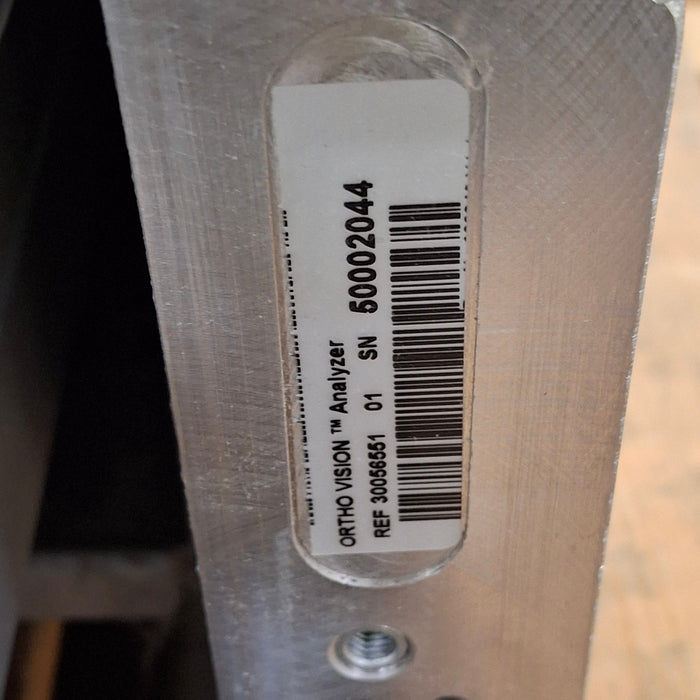 ORTHO VISION™ Analyzer
REF 30056551 01 SN 50002044